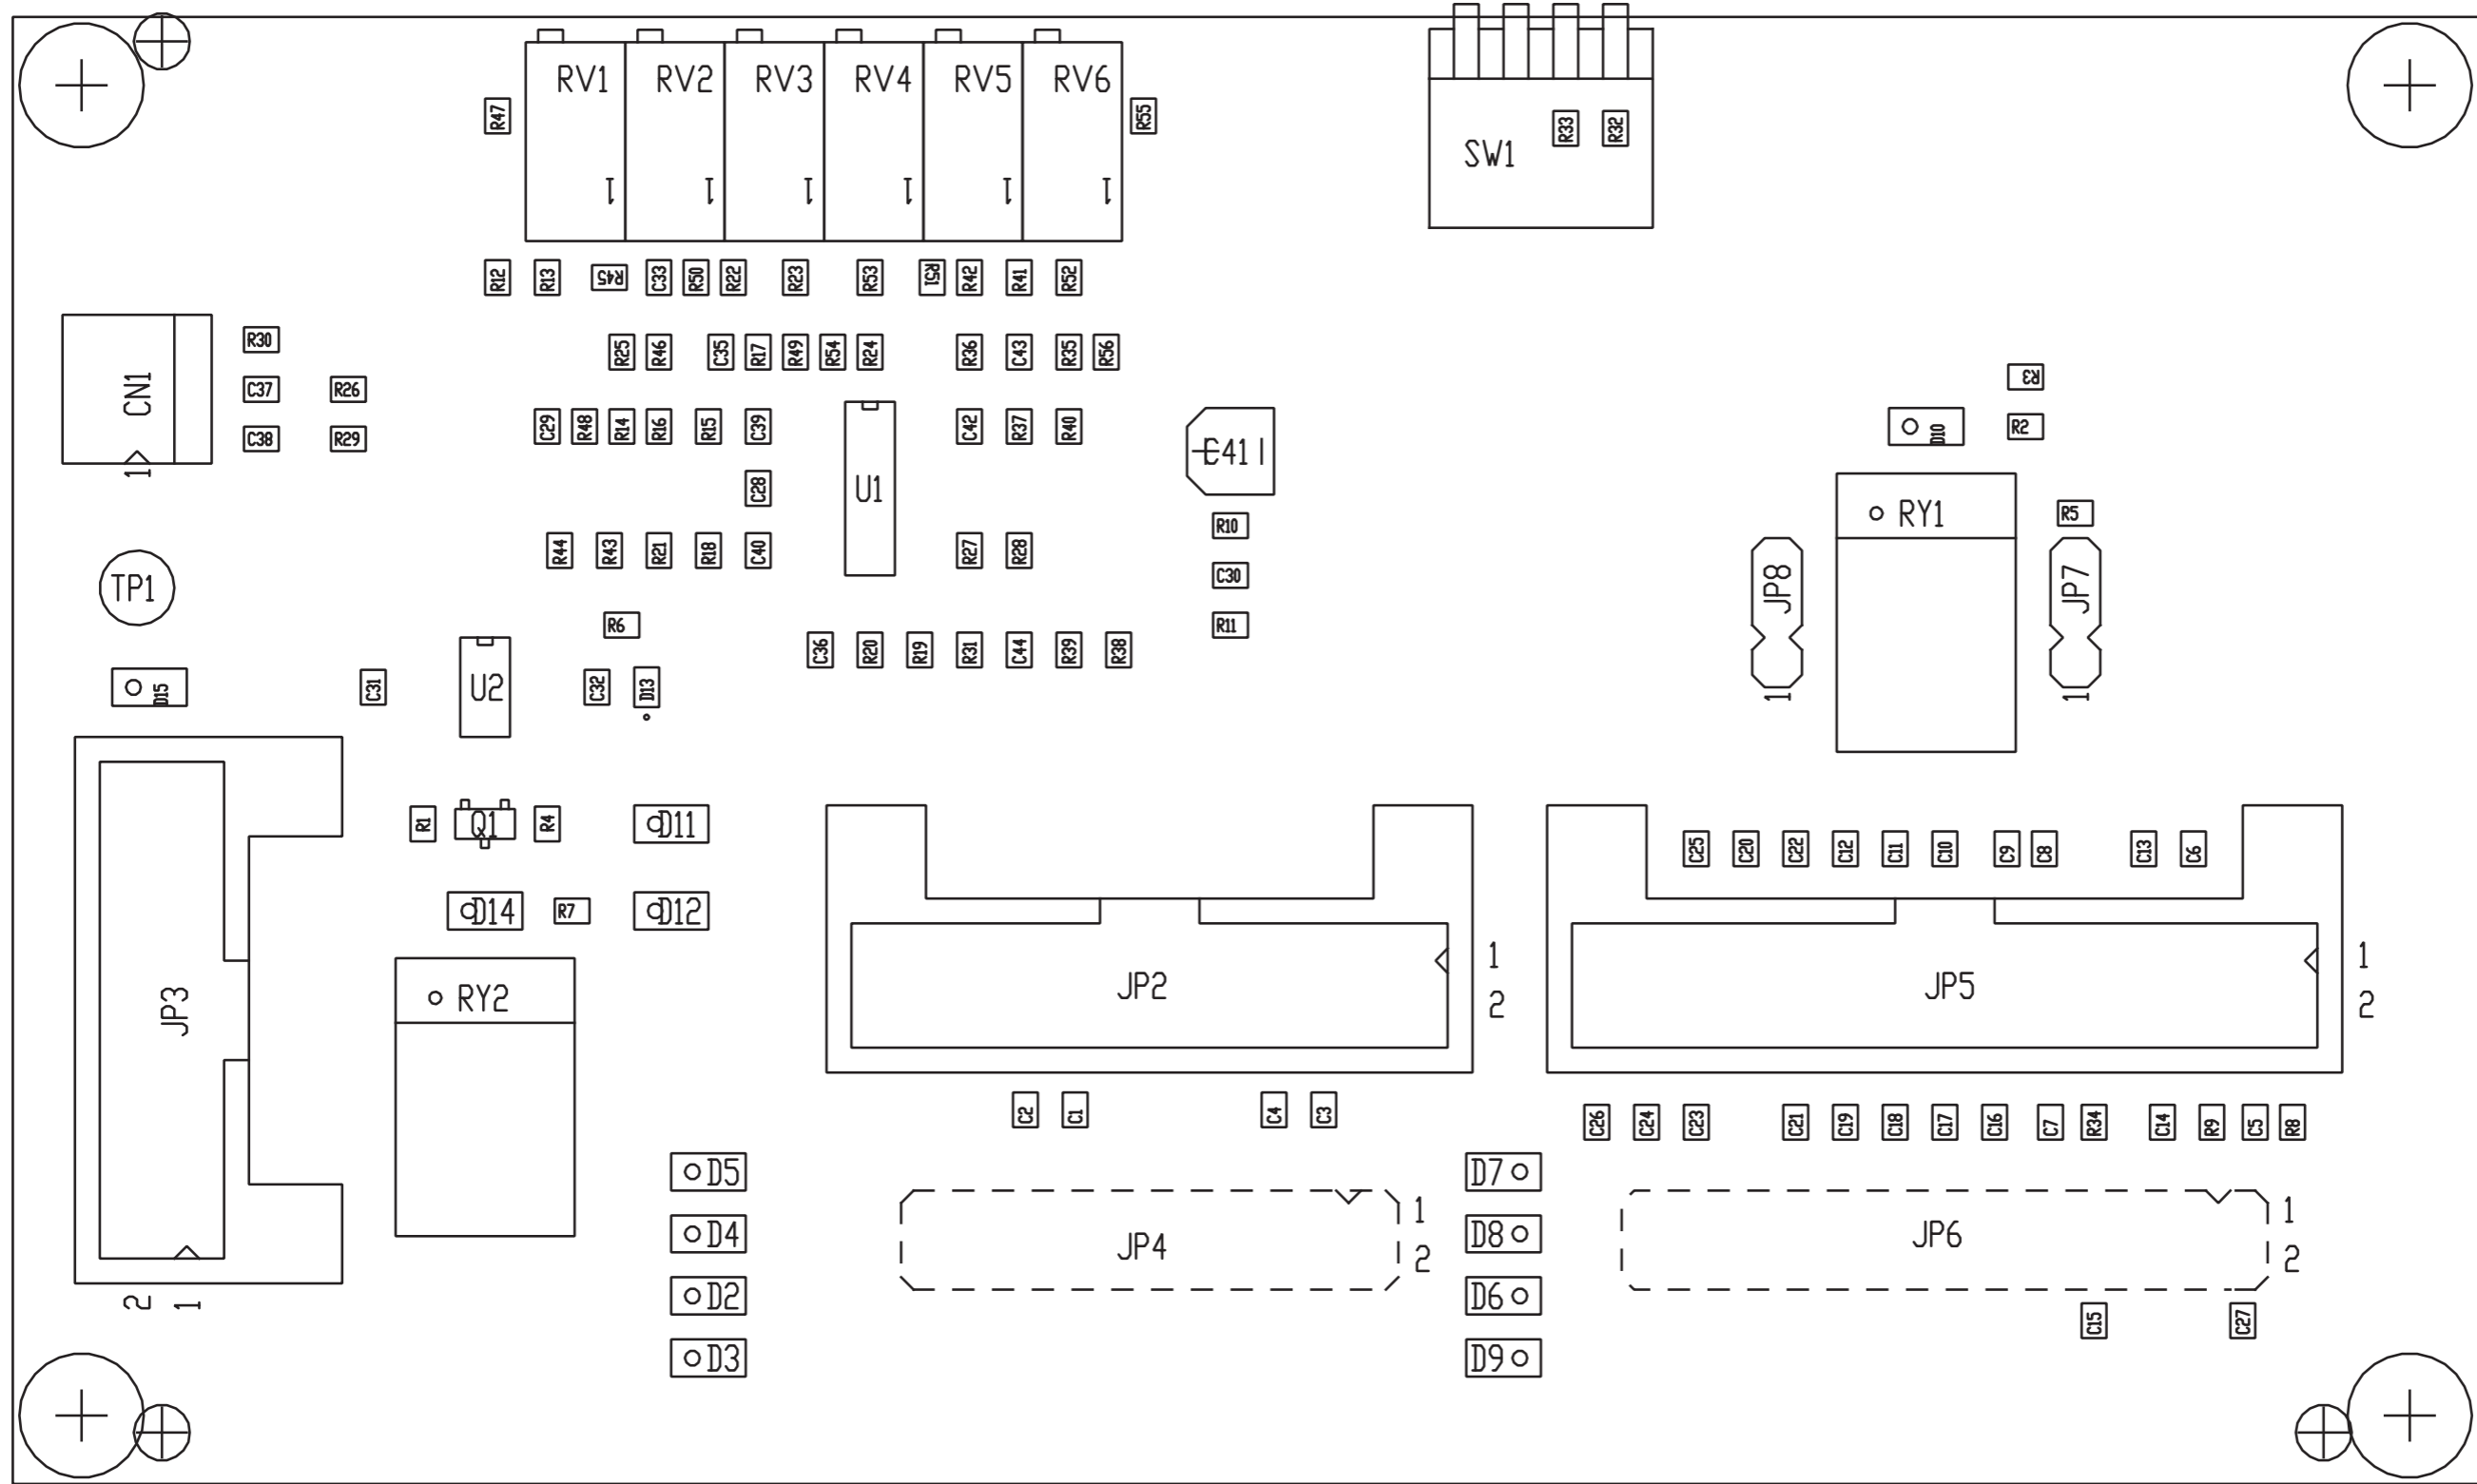 RV1 RV2 RV3 RV4 RV5 RV6
R47 R55 R33 R32
SW1
1 1 1 1 1 1
R12 R13 R45 C33 R50 R22 R23 R53 R51 R42 R41 R52
R30 R25 R46 C35 R17 R49 R54 R24 R36 C43 R35 R56
R3
CN1 C37 R26
C38 R29 C29 R48 R14 R16 R15 C39 C42 R37 R40 D10 R2
C41
1 C28 U1
R10 RY1 R5
R44 R43 R21 R18 C40 R27 R28
TP1 C30 JP8 JP7
R6 R11
C36 R20 R19 R31 C44 R39 R38
D15 C31 U2 C32 D13 1 1
R1 Q1 R4 D11
C25 C20 C22 C12 C11 C10 C9 C8 C13 C6
D14 R7 D12
1 1
JP3 RY2 JP2 JP5
2 2
C2 C1 C4 C3 C26 C24 C23 C21 C19 C18 C17 C16 C7 R34 C14 R9 C5 R8
D5 D7
1 1
D4 JP4 D8 JP6
2 2
D2 D6
2 1 C15 C27
D3 D9